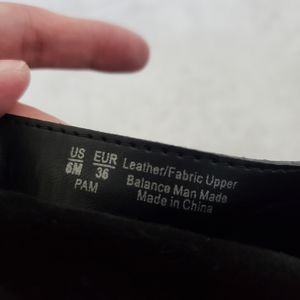 US EUR Leather/Fabric Upper
6M 36 Balance Man Made
PAM Made in China